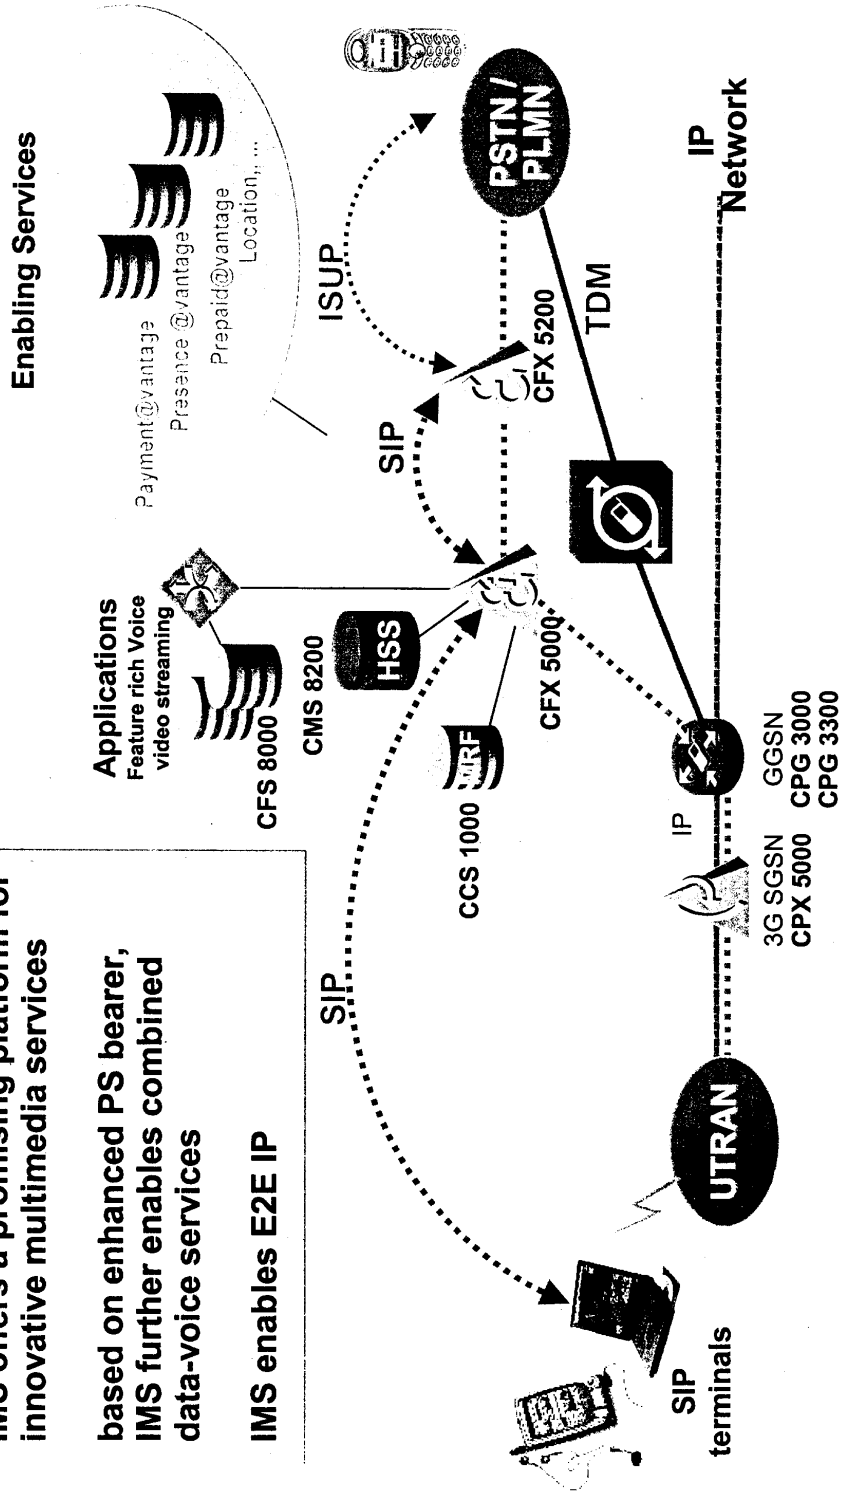 innovative multimedia services
based on enhanced PS bearer,
IMS further enables combined
data-voice services
IMS enables E2E IP
Enabling Services
Payment@vantage
Presence @vantage
Prepaid@vantage
Location,, ...
Applications
Feature rich Voice
video streaming
CFS 8000
CMS 8200
HSS
CCS 1000
MRF
CFX 5000
SIP
SIP
ISUP
CFX 5200
PSTN /
PLMN
TDM
IP
Network
IP
GGSN
CPG 3000
CPG 3300
3G SGSN
CPX 5000
UTRAN
SIP
terminals